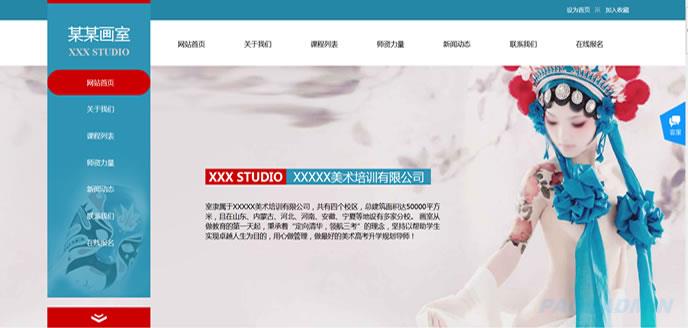 设为首页 | 加入收藏
某某画室
XXX STUDIO
网站首页 关于我们 课程列表 师资力量 新闻动态 联系我们 在线报名
网站首页
关于我们
课程列表
师资力量
新闻动态
联系我们
在线报名
客服
XXX STUDIO XXXXX美术培训有限公司
室隶属于XXXXX美术培训有限公司，共有四个校区，总建筑面积达50000平方
米，目在山东、内蒙古、河北、河南、安徽、宁夏等地设有多家分校。 画室从
做教育的第一天起，秉承着“定向清华，领航三考”的理念，坚持以帮助学生
实现卓越人生为目的，用心做管理，做最好的美术高考升学规划导师！